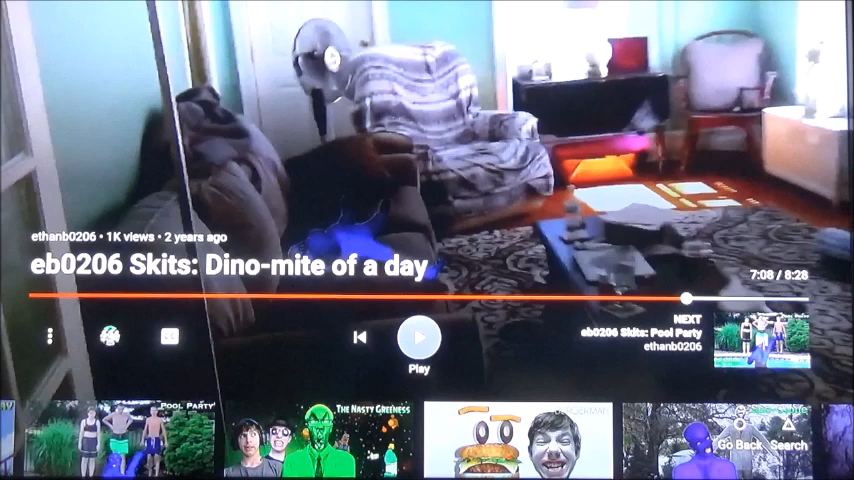 ethanb0206 • 1K views • 2 years ago
eb0206 Skits: Dino-mite of a day
7:08 / 8:28
NEXT
eb0206 Skits: Pool Party
ethanb0206
CC
Play
POOL PARTY
THE NASTY GREENESS
Go Back Search